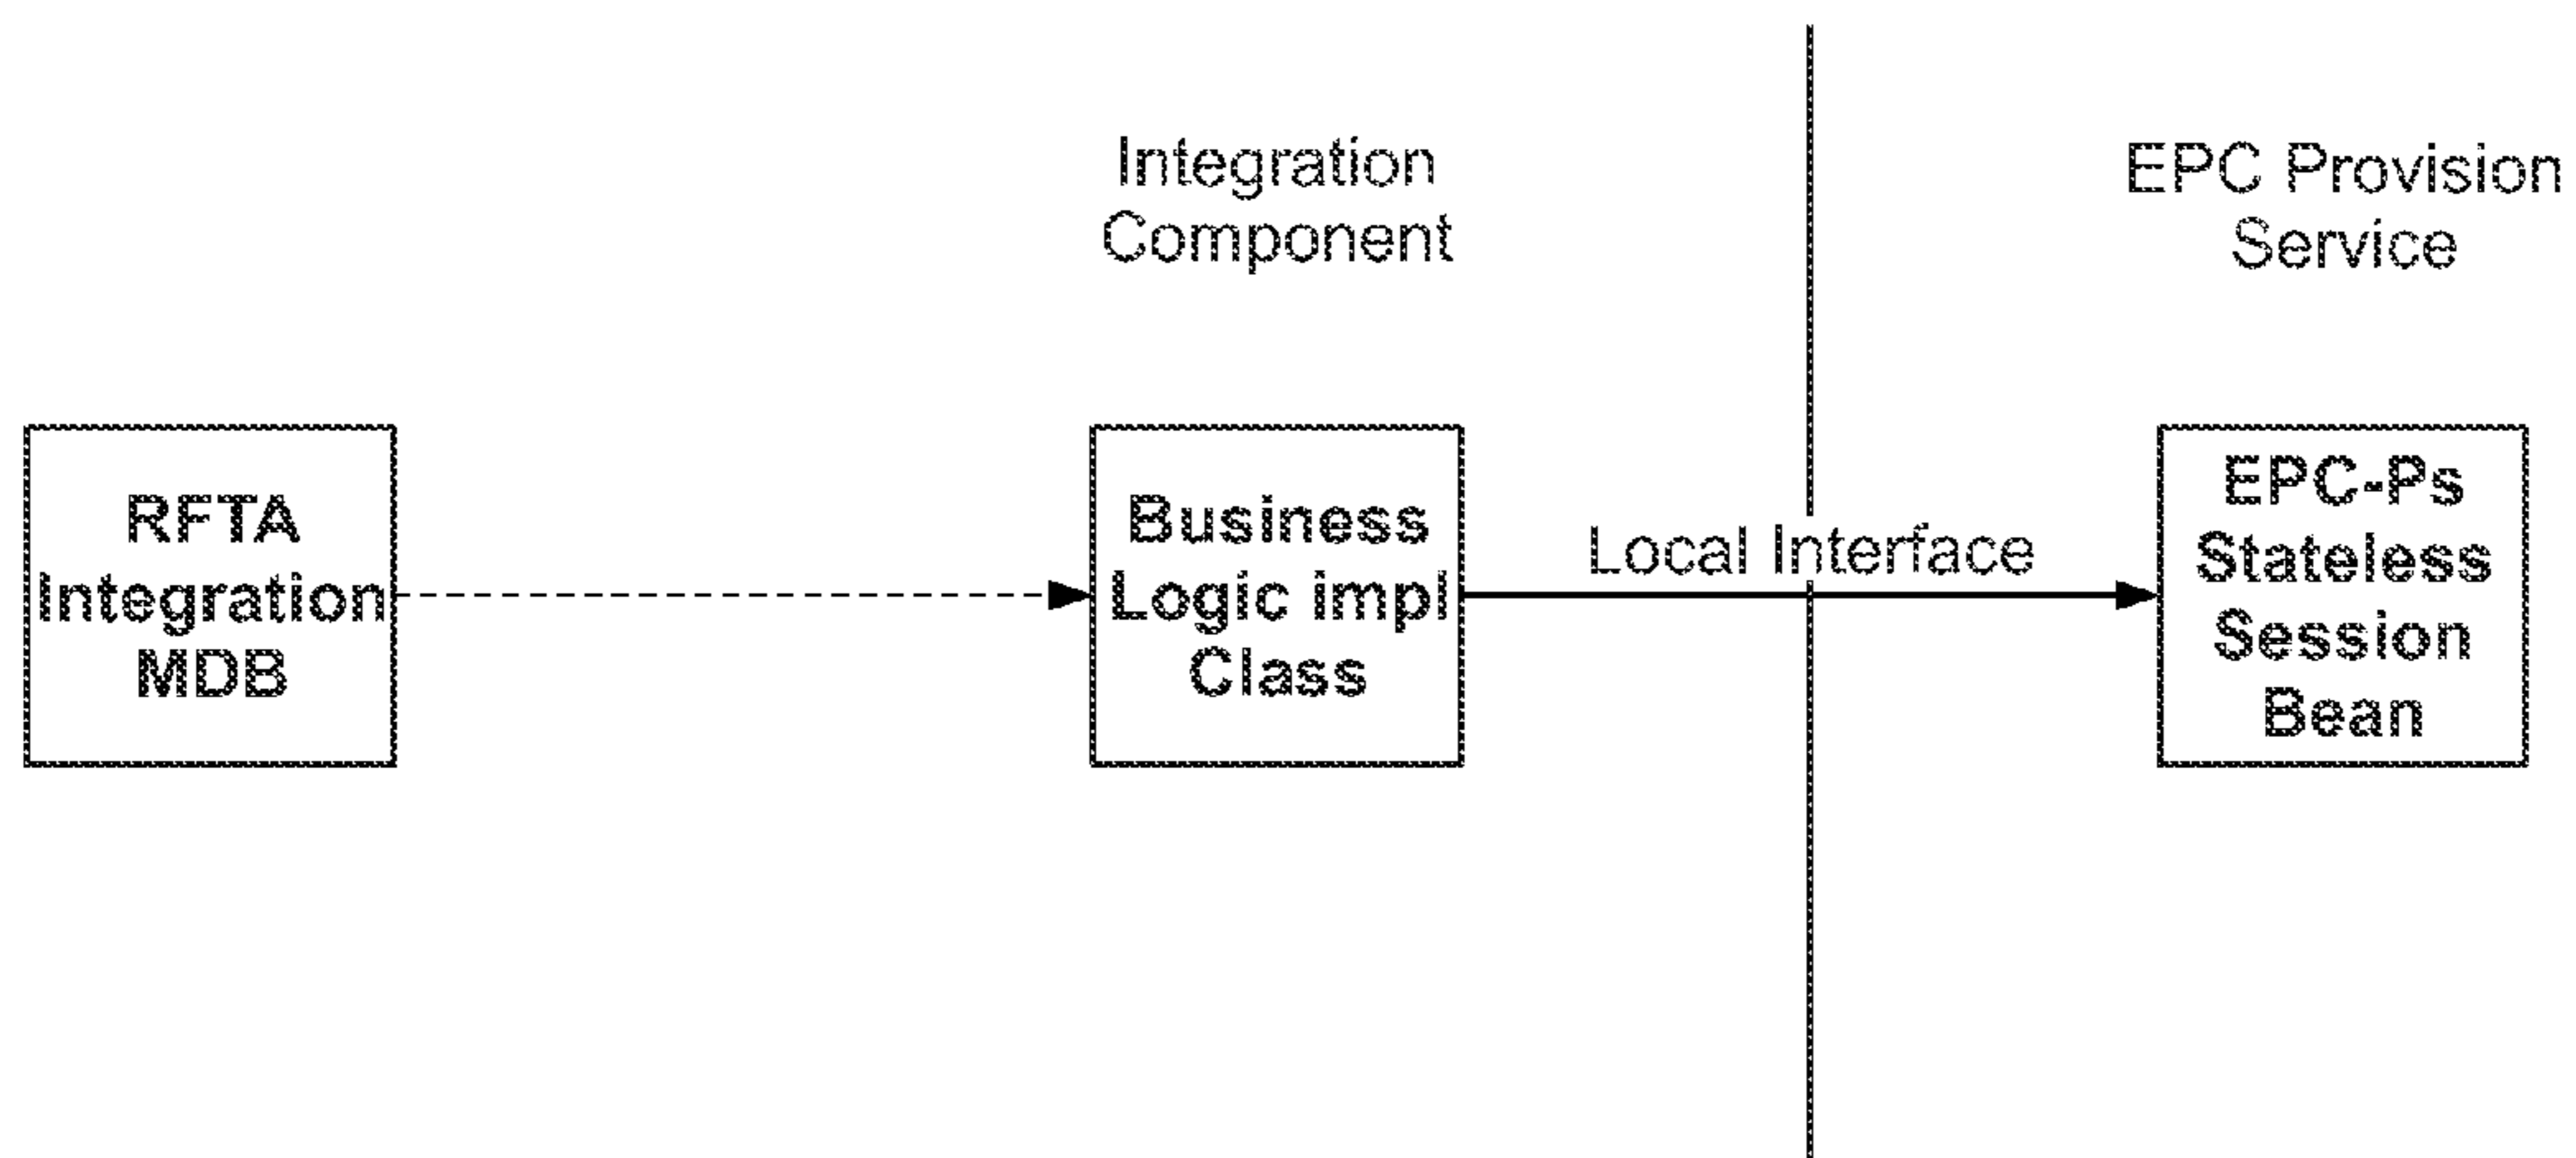 Integration
Component
EPC Provision
Service
RFTA
Integration
MDB
Business
Logic impl
Class
Local Interface
EPC-Ps
Stateless
Session
Bean